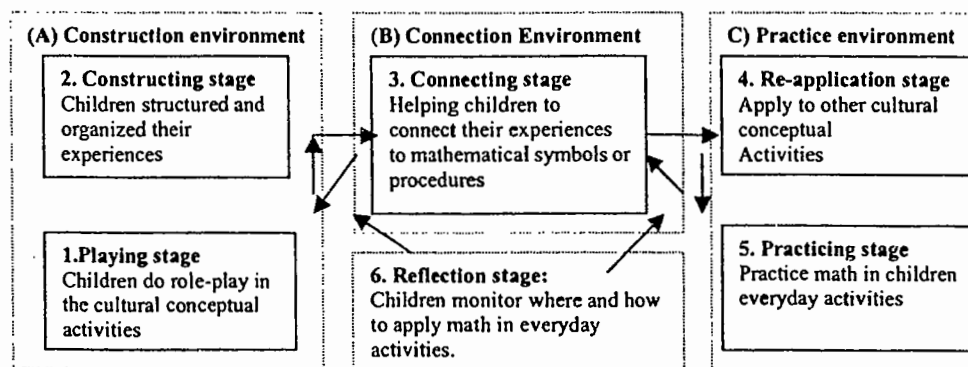 (A) Construction environment
2. Constructing stage
Children structured and
organized their
experiences
1.Playing stage
Children do role-play in
the cultural conceptual
activities
(B) Connection Environment
3. Connecting stage
Helping children to
connect their experiences
to mathematical symbols or
procedures
6. Reflection stage:
Children monitor where and how
to apply math in everyday
activities.
C) Practice environment
4. Re-application stage
Apply to other cultural
conceptual
Activities
5. Practicing stage
Practice math in children
everyday activities